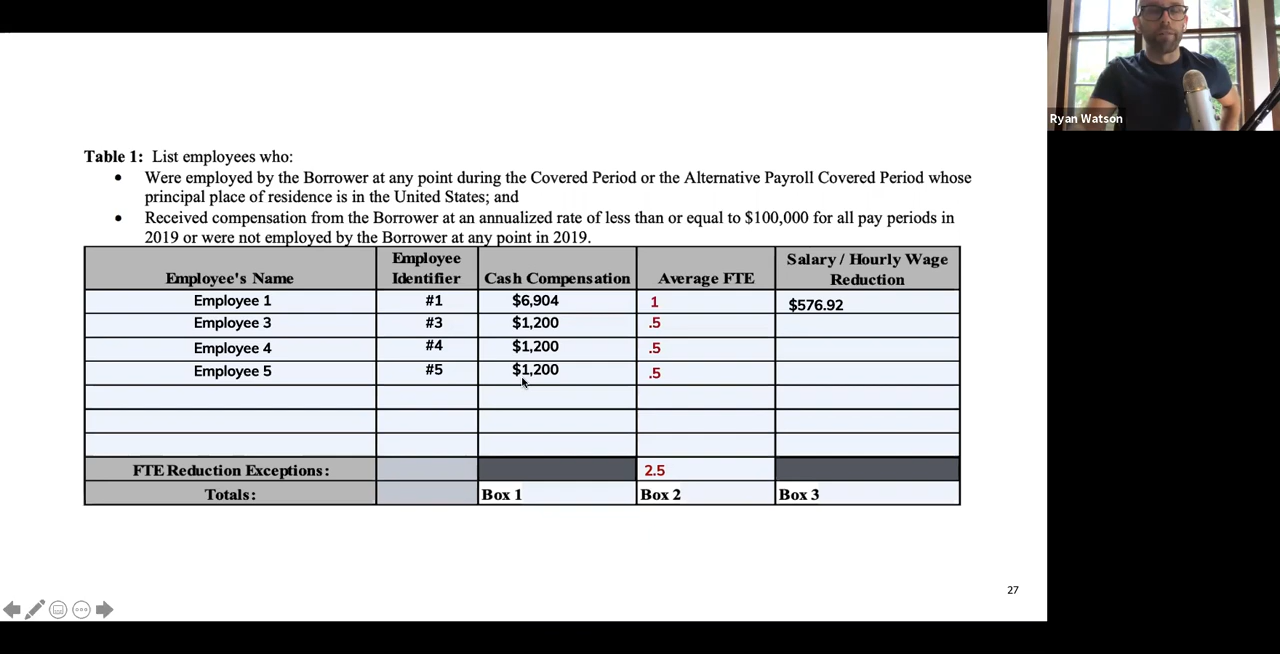 Ryan Watson
Table 1: List employees who:
• Were employed by the Borrower at any point during the Covered Period or the Alternative Payroll Covered Period whose
principal place of residence is in the United States; and
• Received compensation from the Borrower at an annualized rate of less than or equal to $100,000 for all pay periods in
2019 or were not employed by the Borrower at any point in 2019.
Employee's Name Employee Identifier Cash Compensation Average FTE Salary / Hourly Wage Reduction
Employee 1 #1 $6,904 1 $576.92
Employee 3 #3 $1,200 .5
Employee 4 #4 $1,200 .5
Employee 5 #5 $1,200 .5
FTE Reduction Exceptions: 2.5
Totals: Box 1 Box 2 Box 3
27